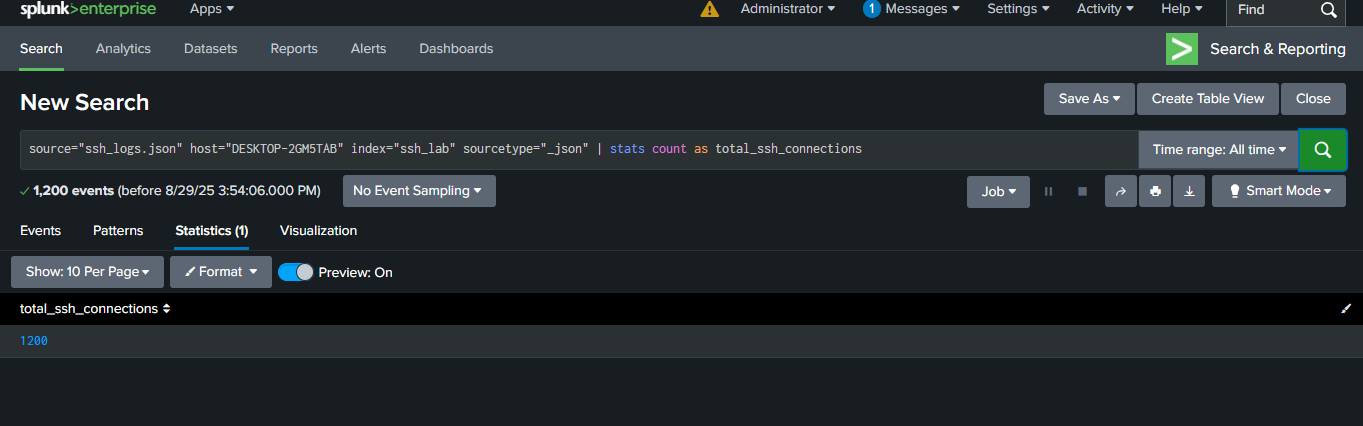 splunk>enterprise Apps Administrator 1 Messages Settings Activity Help Find
Search Analytics Datasets Reports Alerts Dashboards > Search & Reporting
New Search Save As Create Table View Close
source="ssh_logs.json" host="DESKTOP-2GM5TAB" index="ssh_lab" sourcetype="_json" | stats count as total_ssh_connections Time range: All time
✓ 1,200 events (before 8/29/25 3:54:06.000 PM) No Event Sampling Job Smart Mode
Events Patterns Statistics (1) Visualization
Show: 10 Per Page Format Preview: On
total_ssh_connections
1200